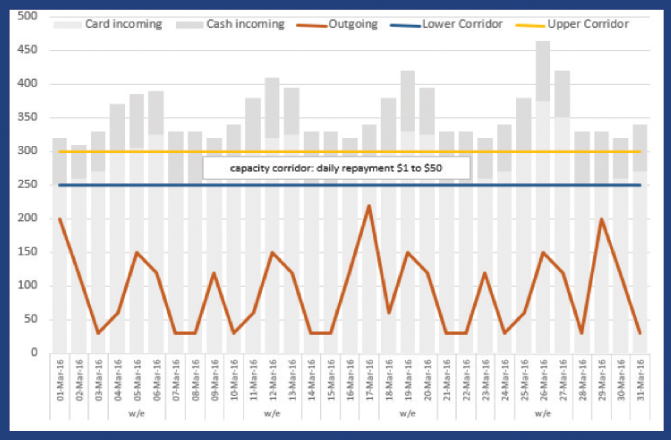 500
Card incoming Cash incoming Outgoing Lower Corridor Upper Corridor
450
400
350
300
capacity corridor: daily repayment $1 to $50
250
200
150
100
50
0
01-Mar-16 02-Mar-16 03-Mar-16 04-Mar-16 05-Mar-16 06-Mar-16 07-Mar-16 08-Mar-16 09-Mar-16 10-Mar-16 11-Mar-16 12-Mar-16 13-Mar-16 14-Mar-16 15-Mar-16 16-Mar-16 17-Mar-16 18-Mar-16 19-Mar-16 20-Mar-16 21-Mar-16 22-Mar-16 23-Mar-16 24-Mar-16 25-Mar-16 26-Mar-16 27-Mar-16 28-Mar-16 29-Mar-16 30-Mar-16 31-Mar-16
w/e w/e w/e w/e